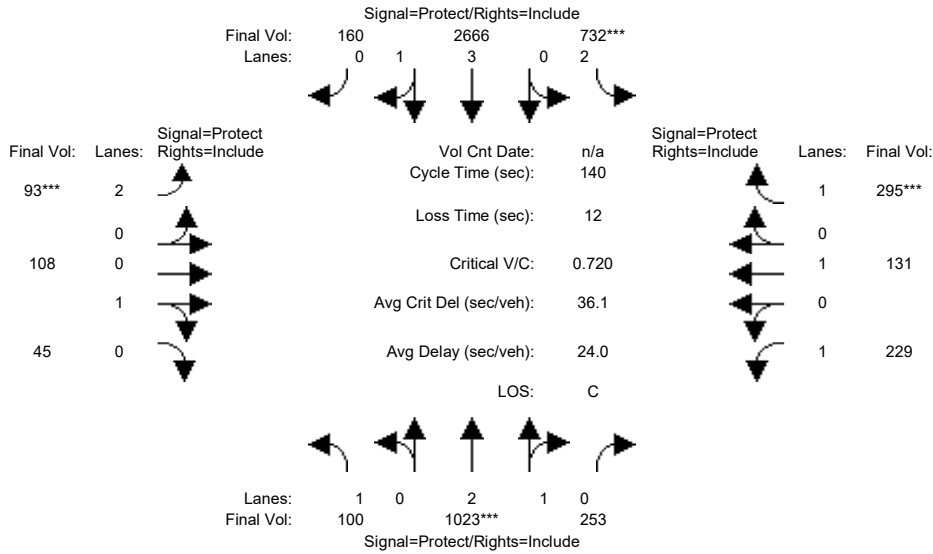 Signal=Protect/Rights=Include
Final Vol: 160 2666 732***
Lanes: 0 1 3 0 2
Signal=Protect Signal=Protect
Final Vol: Lanes: Rights=Include Vol Cnt Date: n/a Rights=Include Lanes: Final Vol:
Cycle Time (sec): 140
93*** 2 1 295***
Loss Time (sec): 12
0 0
108 0 Critical V/C: 0.720 1 131
1 Avg Crit Del (sec/veh): 36.1 0
45 0 Avg Delay (sec/veh): 24.0 1 229
LOS: C
Lanes: 1 0 2 1 0
Final Vol: 100 1023*** 253
Signal=Protect/Rights=Include